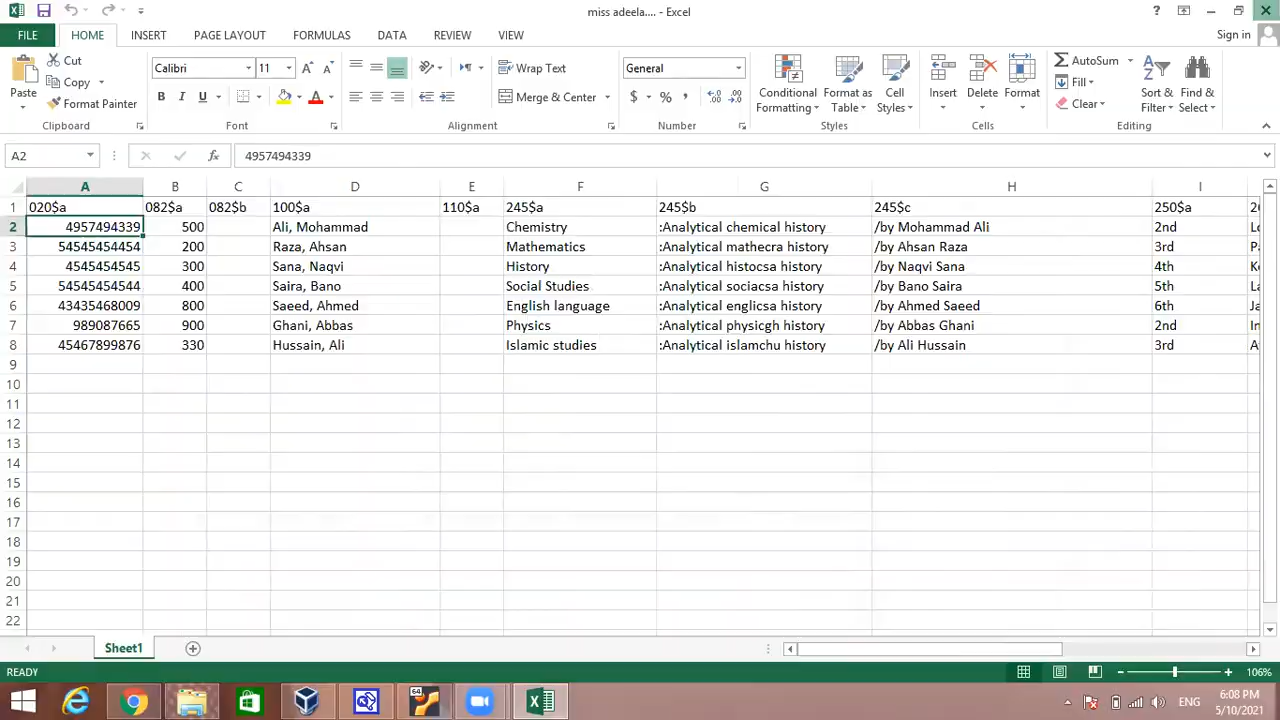 miss adeela.... - Excel
?
FILE HOME INSERT PAGE LAYOUT FORMULAS DATA REVIEW VIEW Sign in
Paste Cut Copy Format Painter Clipboard
Calibri 11 B I U Font
Wrap Text Merge & Center Alignment
General $ % , Number
Conditional Formatting Format as Table Cell Styles Styles
Insert Delete Format Cells
AutoSum Fill Clear Sort & Filter Find & Select Editing
A2 fx 4957494339
A B C D E F G H I
1 020$a 082$a 082$b 100$a 110$a 245$a 245$b 245$c 250$a
2 4957494339 500 Ali, Mohammad Chemistry :Analytical chemical history /by Mohammad Ali 2nd
3 54545454454 200 Raza, Ahsan Mathematics :Analytical mathecra history /by Ahsan Raza 3rd
4 4545454545 300 Sana, Naqvi History :Analytical histocsa history /by Naqvi Sana 4th
5 54545454544 400 Saira, Bano Social Studies :Analytical sociacsa history /by Bano Saira 5th
6 43435468009 800 Saeed, Ahmed English language :Analytical englicsa history /by Ahmed Saeed 6th
7 989087665 900 Ghani, Abbas Physics :Analytical physicgh history /by Abbas Ghani 2nd
8 45467899876 330 Hussain, Ali Islamic studies :Analytical islamchu history /by Ali Hussain 3rd
9
10
11
12
13
14
15
16
17
18
19
20
21
22
Sheet1
READY 106%
64 ENG 6:08 PM
5/10/2021